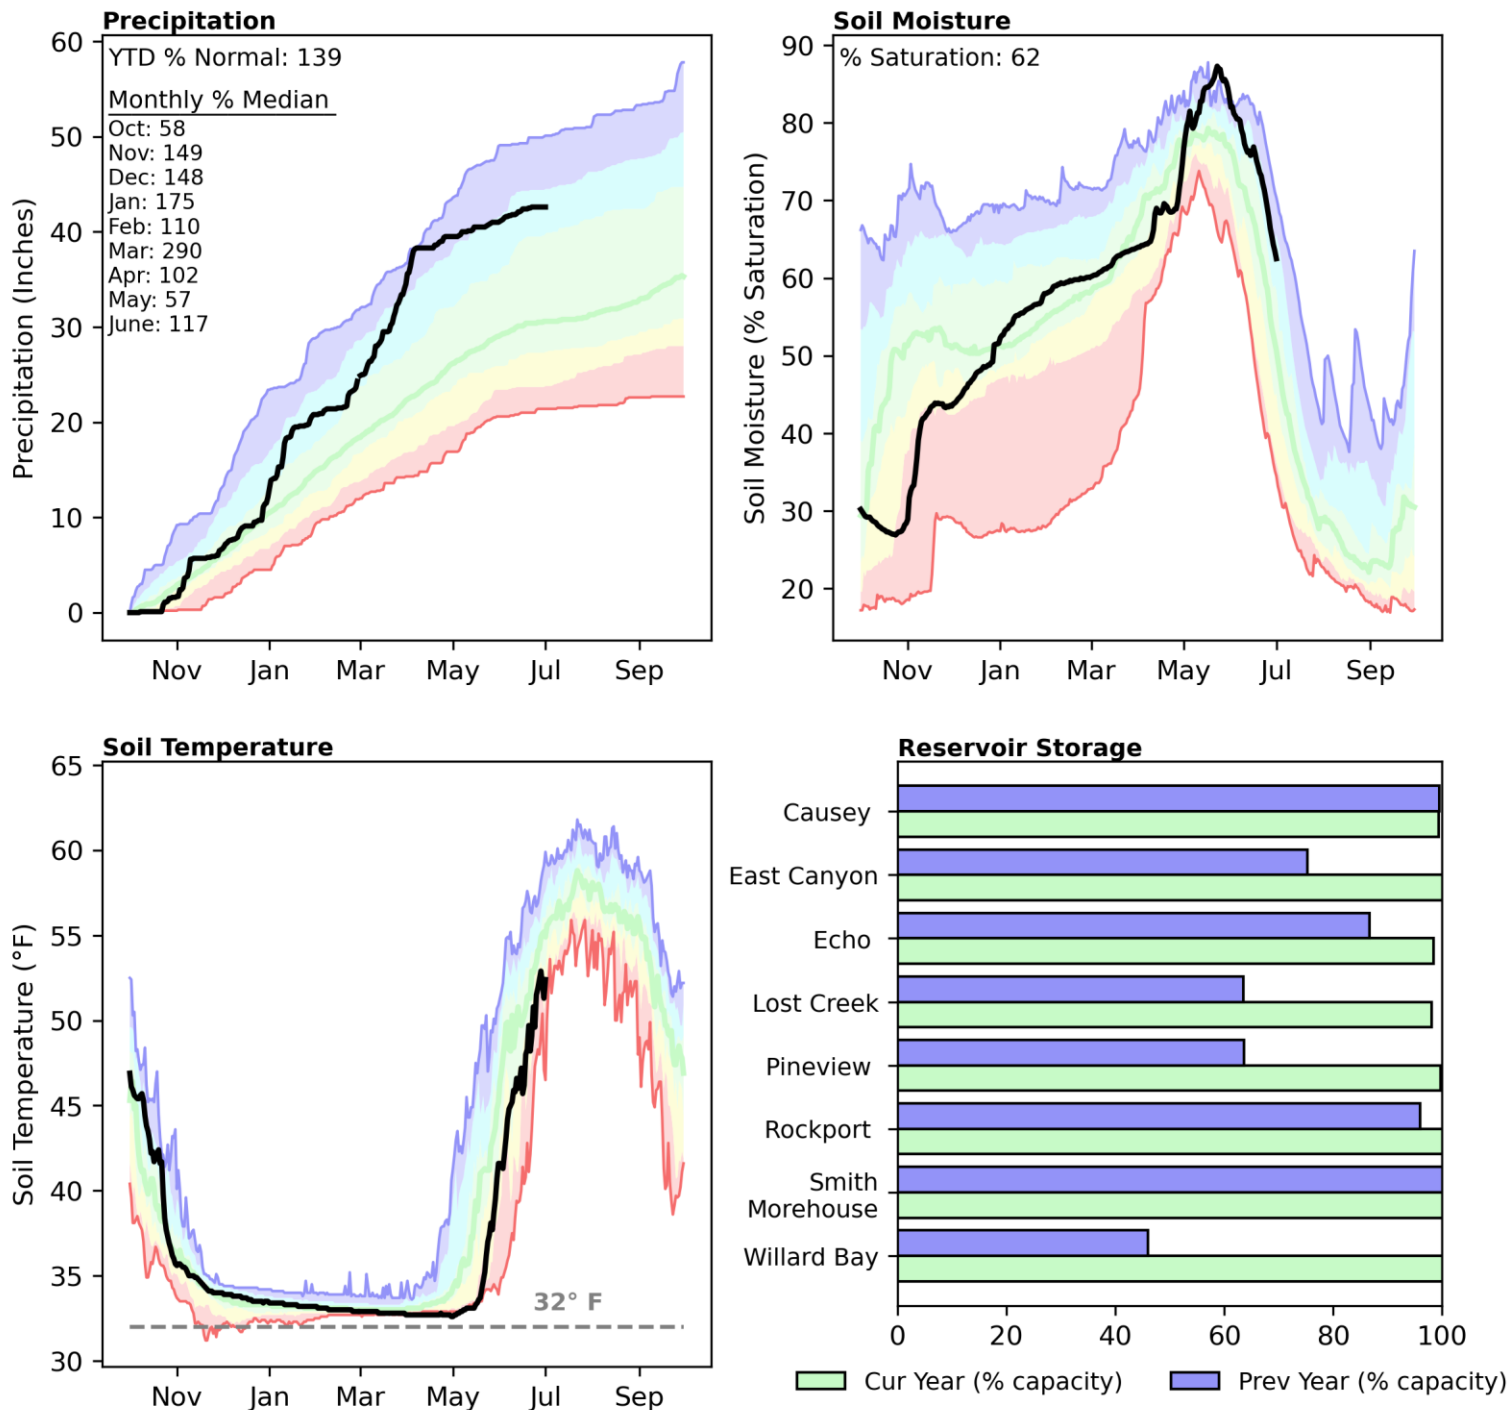 Precipitation
Precipitation (Inches)
60
50
40
30
20
10
0
YTD % Normal: 139
Monthly % Median
Oct: 58
Nov: 149
Dec: 148
Jan: 175
Feb: 110
Mar: 290
Apr: 102
May: 57
June: 117
Nov Jan Mar May Jul Sep
Soil Moisture
Soil Moisture (% Saturation)
90
80
70
60
50
40
30
20
% Saturation: 62
Nov Jan Mar May Jul Sep
Soil Temperature
Soil Temperature (°F)
65
60
55
50
45
40
35
30
32° F
Nov Jan Mar May Jul Sep
Reservoir Storage
Causey
East Canyon
Echo
Lost Creek
Pineview
Rockport
Smith
Morehouse
Willard Bay
0 20 40 60 80 100
Cur Year (% capacity) Prev Year (% capacity)